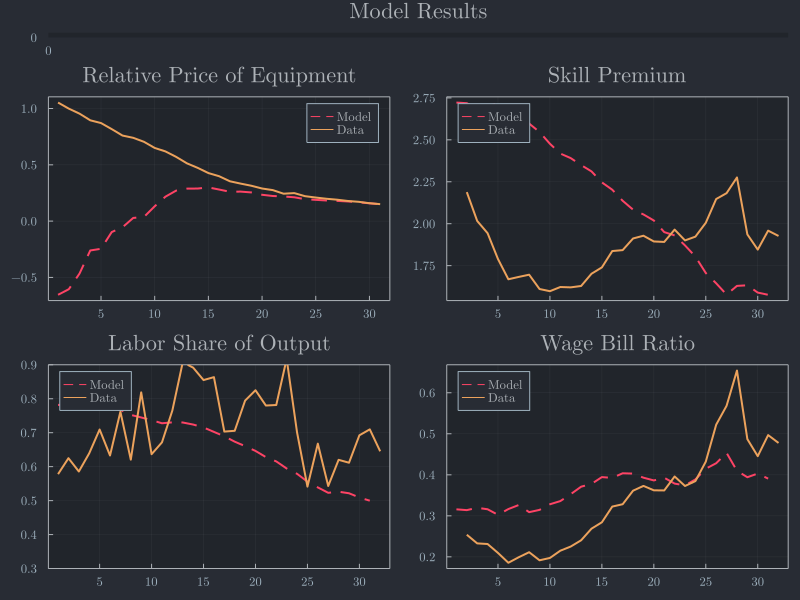 Model Results
0
0
Relative Price of Equipment
Skill Premium
1.0
0.5
0.0
−0.5
Model
Data
5 10 15 20 25 30
2.75
2.50
2.25
2.00
1.75
Model
Data
5 10 15 20 25 30
Labor Share of Output
Wage Bill Ratio
0.9
0.8
0.7
0.6
0.5
0.4
0.3
Model
Data
5 10 15 20 25 30
0.6
0.5
0.4
0.3
0.2
Model
Data
5 10 15 20 25 30